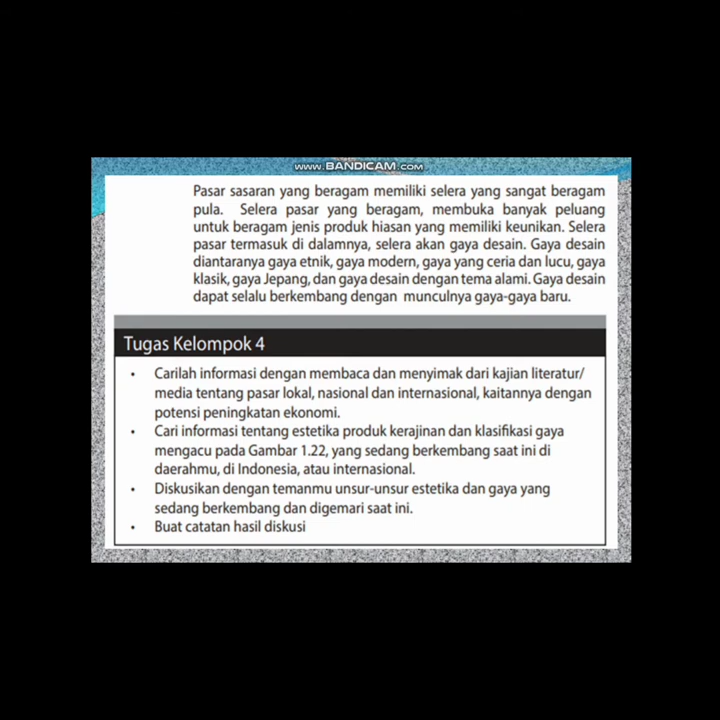 www.BANDICAM.com
Pasar sasaran yang beragam memiliki selera yang sangat beragam
pula. Selera pasar yang beragam, membuka banyak peluang
untuk beragam jenis produk hiasan yang memiliki keunikan. Selera
pasar termasuk di dalamnya, selera akan gaya desain. Gaya desain
diantaranya gaya etnik, gaya modern, gaya yang ceria dan lucu, gaya
klasik, gaya Jepang, dan gaya desain dengan tema alami. Gaya desain
dapat selalu berkembang dengan munculnya gaya-gaya baru.
Tugas Kelompok 4
• Carilah informasi dengan membaca dan menyimak dari kajian literatur/
media tentang pasar lokal, nasional dan internasional, kaitannya dengan
potensi peningkatan ekonomi.
• Cari informasi tentang estetika produk kerajinan dan klasifikasi gaya
mengacu pada Gambar 1.22, yang sedang berkembang saat ini di
daerahmu, di Indonesia, atau internasional.
• Diskusikan dengan temanmu unsur-unsur estetika dan gaya yang
sedang berkembang dan digemari saat ini.
• Buat catatan hasil diskusi